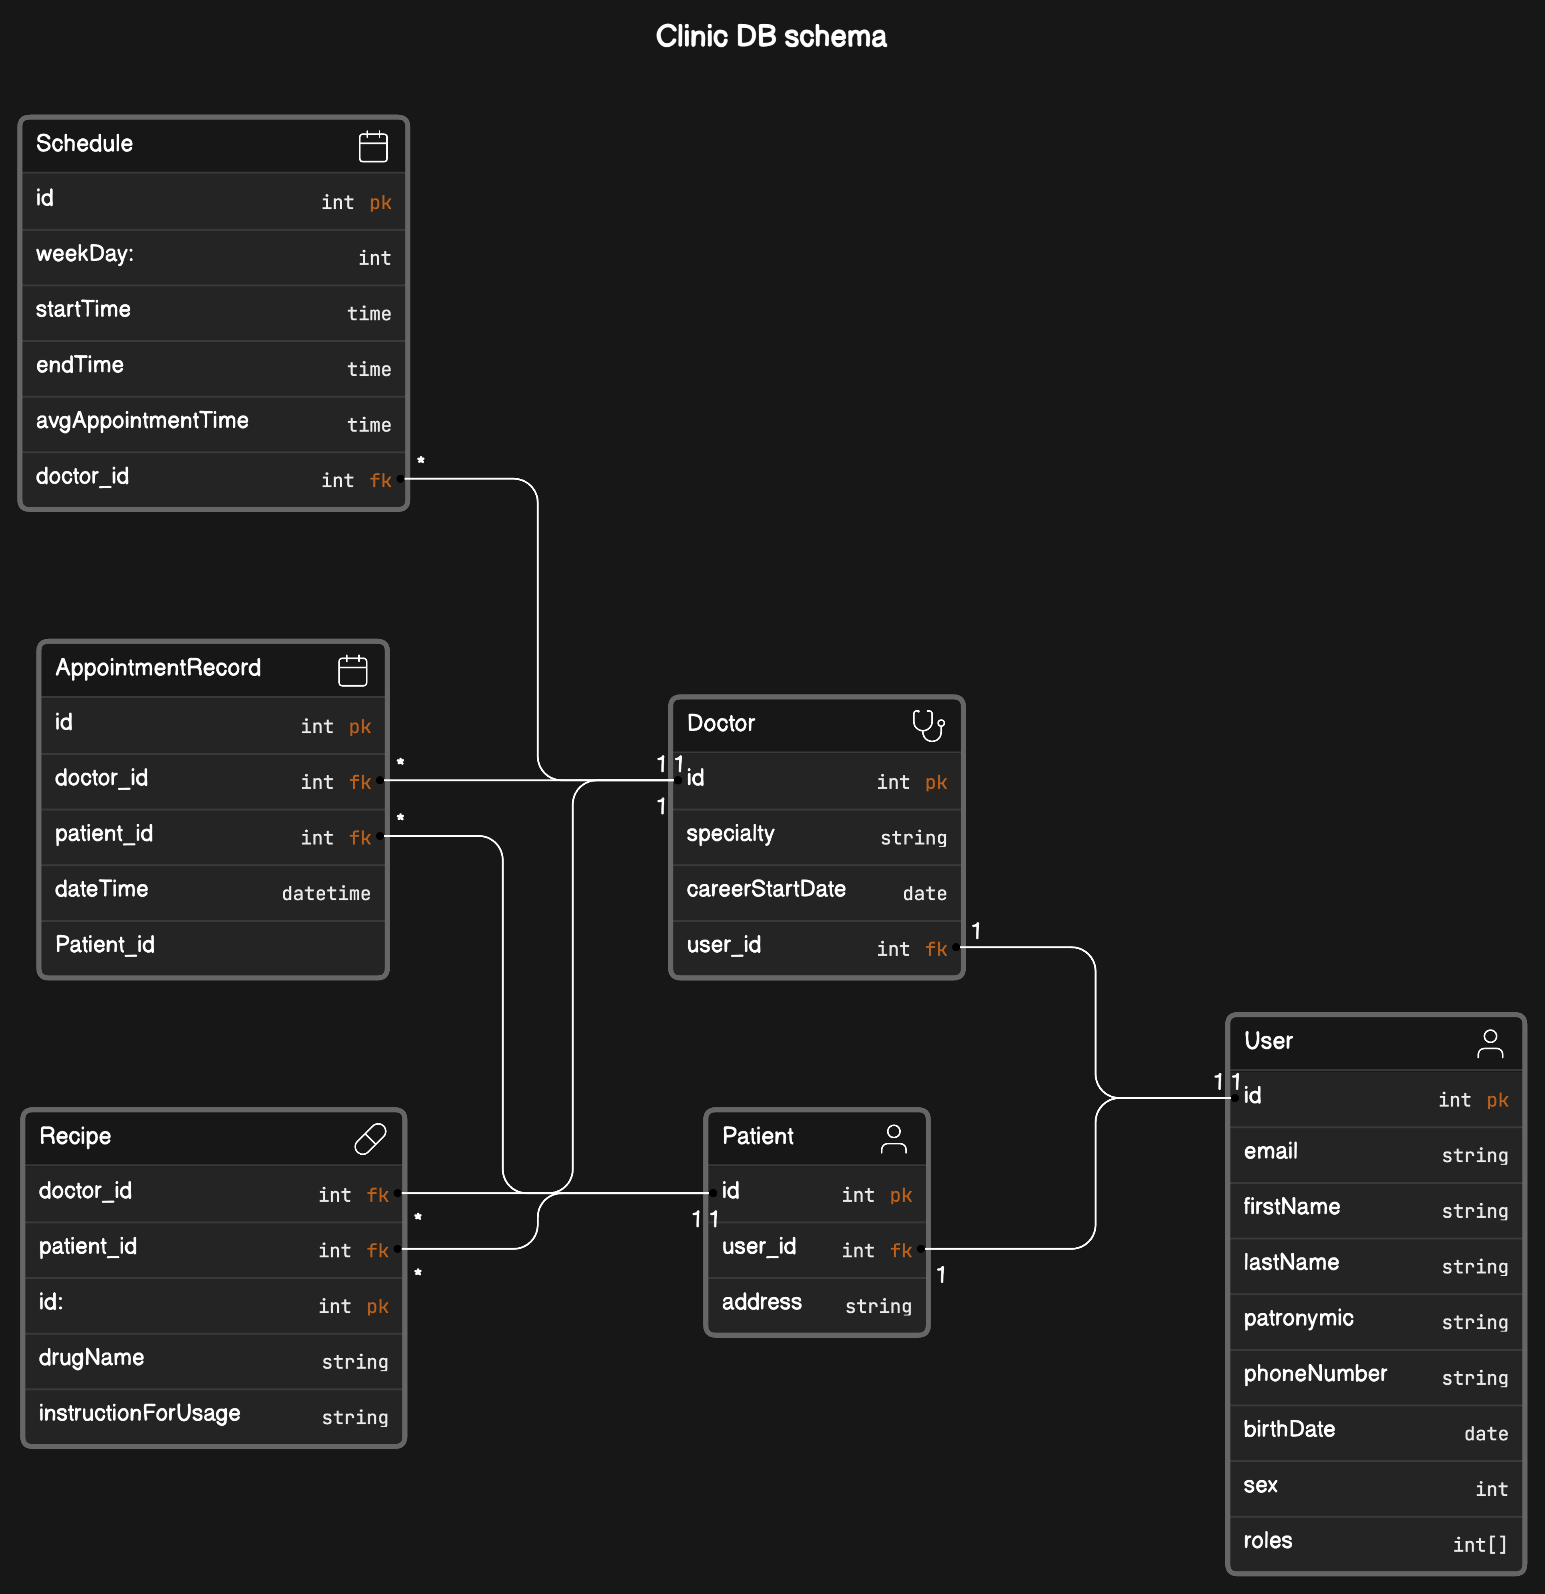 Clinic DB schema
Schedule
id int pk
weekDay: int
startTime time
endTime time
avgAppointmentTime time
doctor_id int fk
*
AppointmentRecord
id int pk
doctor_id int fk
*
patient_id int fk
*
dateTime datetime
Patient_id
Doctor
1 1
id int pk
1
specialty string
careerStartDate date
user_id int fk
1
Recipe
doctor_id int fk
*
patient_id int fk
*
id: int pk
drugName string
instructionForUsage string
Patient
id int pk
1 1
user_id int fk
1
address string
User
1 1
id int pk
email string
firstName string
lastName string
patronymic string
phoneNumber string
birthDate date
sex int
roles int[]